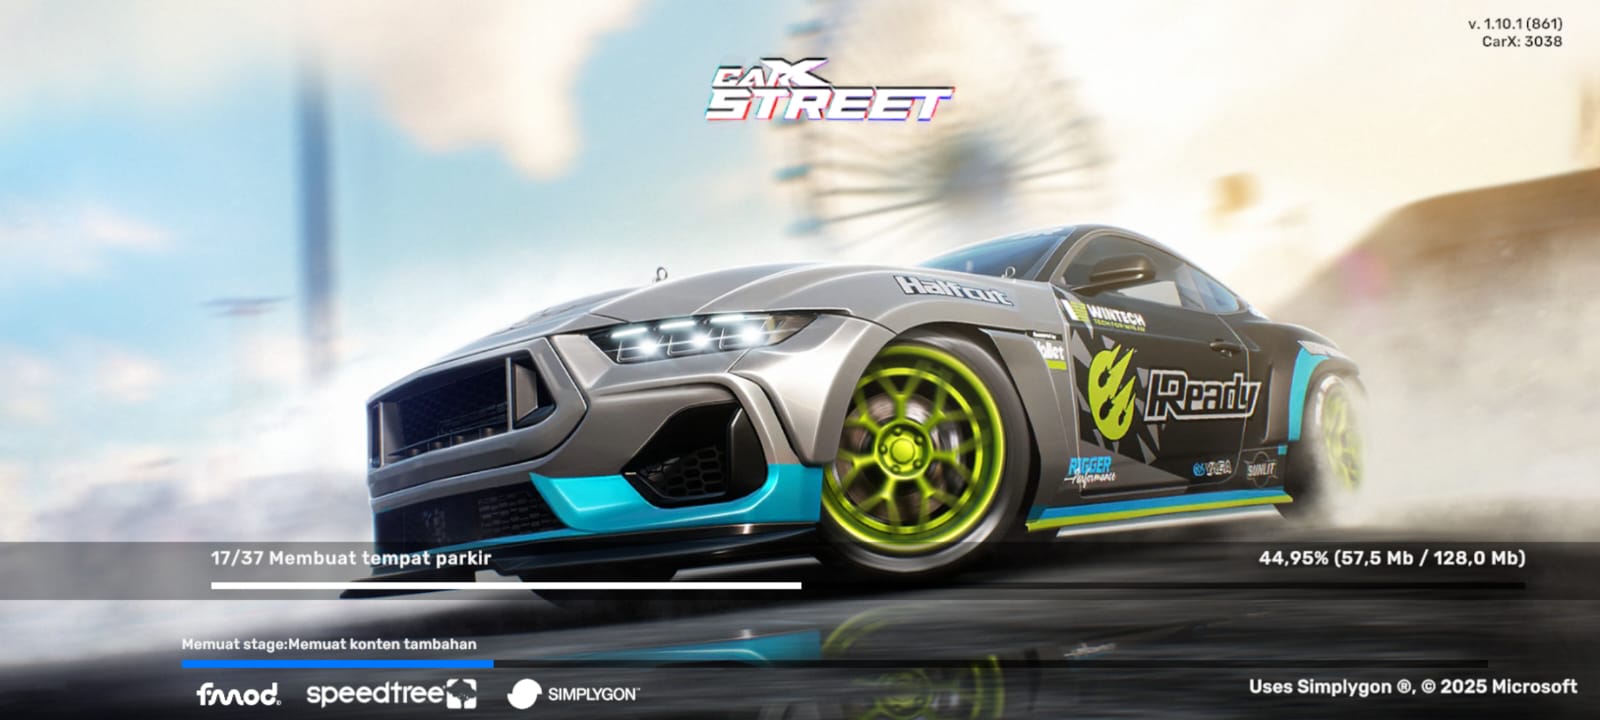 v. 1.10.1 (861)
CarX: 3038
CARX
STREET
Halfcut
WINTECH
Wallet
IReady
RIGGER
Performance
SUNLIT
17/37 Membuat tempat parkir
44,95% (57,5 Mb / 128,0 Mb)
Memuat stage:Memuat konten tambahan
fmod®
speedtree
SIMPLYGON™
Uses Simplygon ®, © 2025 Microsoft